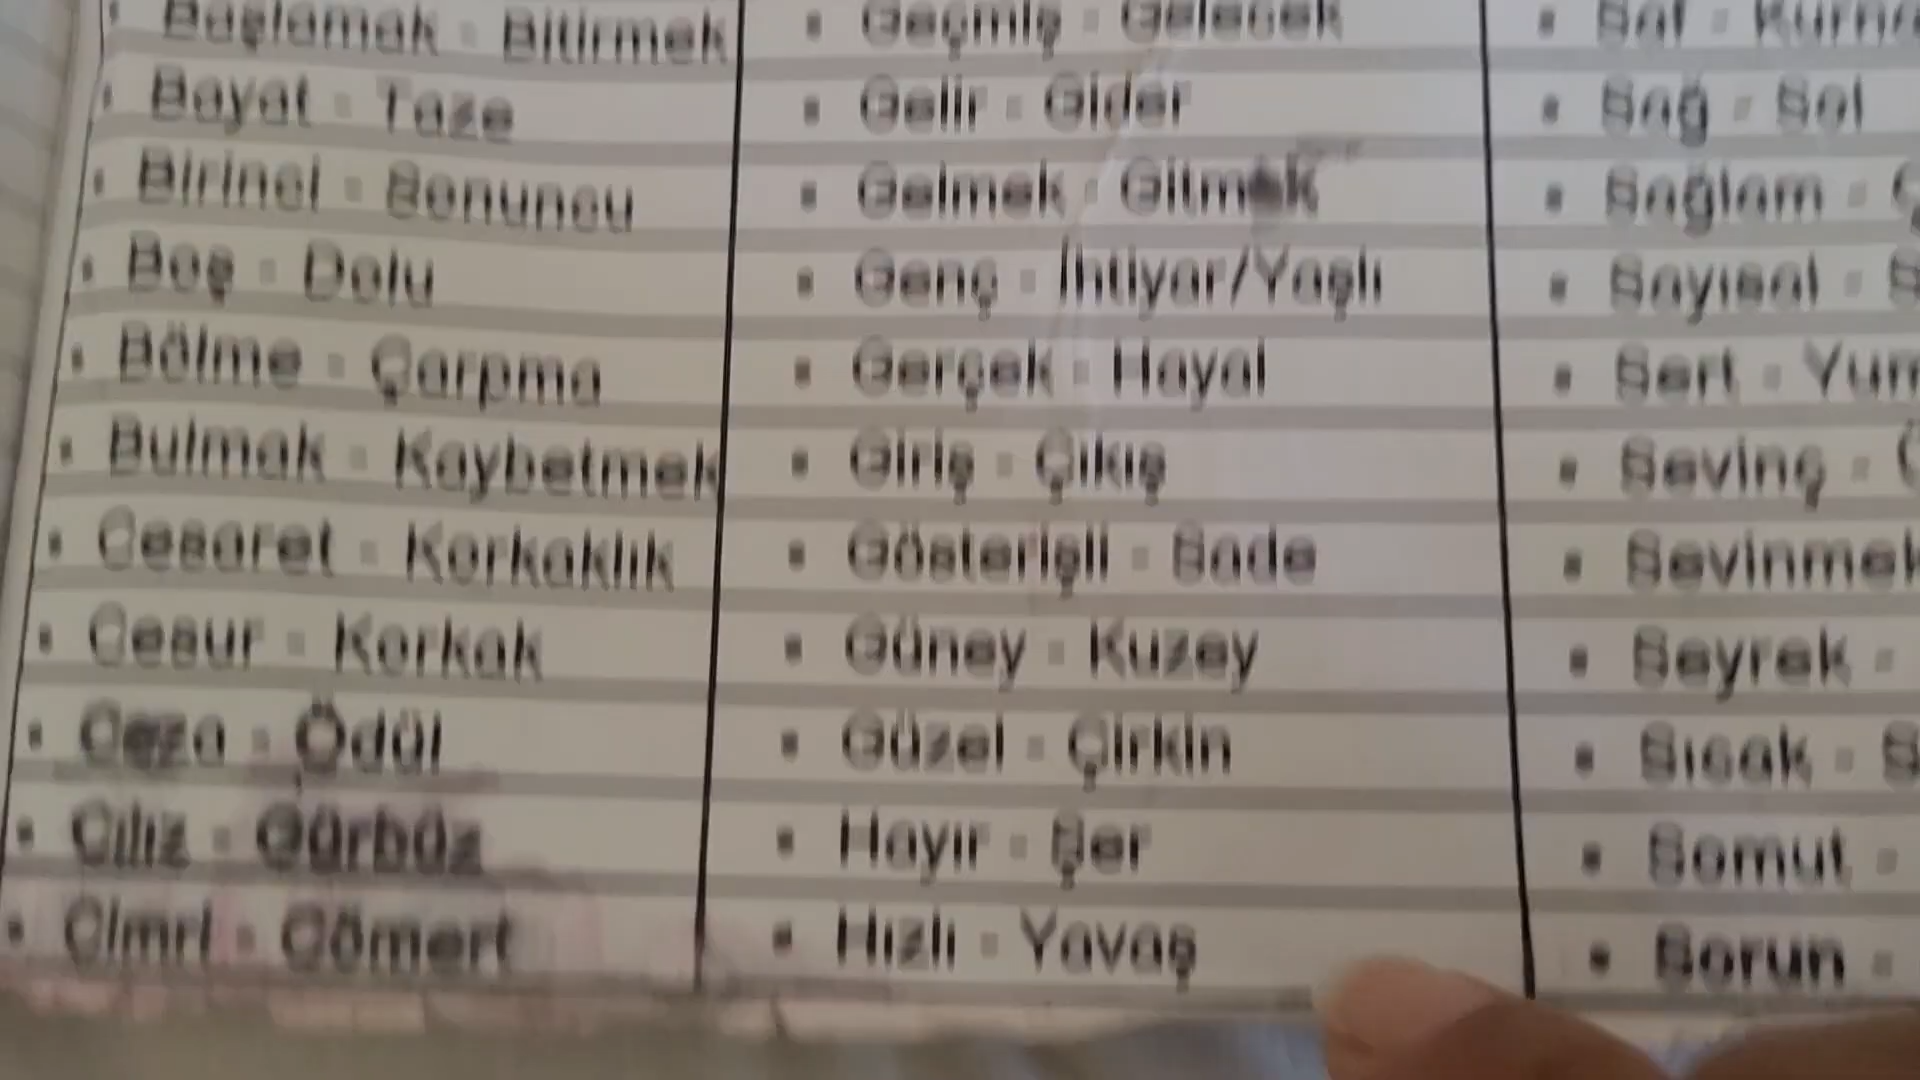 Başlamak - Bitirmek
Bayat - Taze
Birinci - Sonuncu
Boş - Dolu
Bölme - Çarpma
Bulmak - Kaybetmek
Cesaret - Korkaklık
Cesur - Korkak
Ceza - Ödül
Cılız - Gürbüz
Cimri - Cömert
Geçmiş - Gelecek
Gelir - Gider
Gelmek - Gitmek
Genç - İhtiyar/Yaşlı
Gerçek - Hayal
Giriş - Çıkış
Gösterişli - Sade
Güney - Kuzey
Güzel - Çirkin
Hayır - Şer
Hızlı - Yavaş
Saf -
Sağ - Sol
Sağlam -
Sayısal -
Sert -
Sevinç -
Sevinmek
Seyrek -
Sıcak -
Somut -
Sorun -